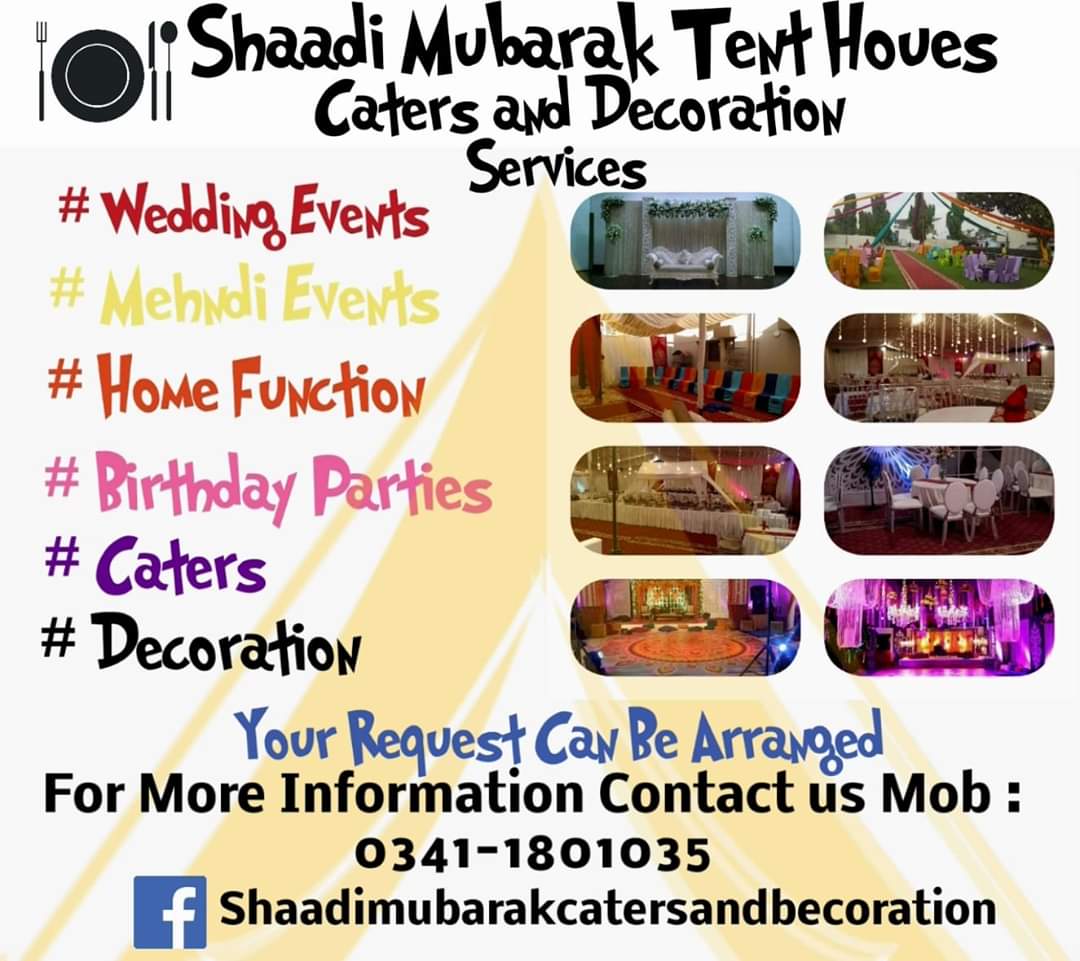 Shaadi Mubarak Tent Houes
Caters and Decoration
Services
# Wedding Events
# Mehndi Events
# Home Function
# Birthday Parties
# Caters
# Decoration
Your Request Can Be Arranged
For More Information Contact us Mob :
0341-1801035
f Shaadimubarakcatersandbecoration